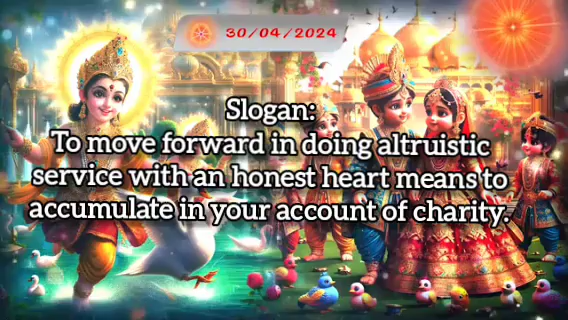 30/04/2024
Slogan:
To move forward in doing altruistic
service with an honest heart means to
accumulate in your account of charity.